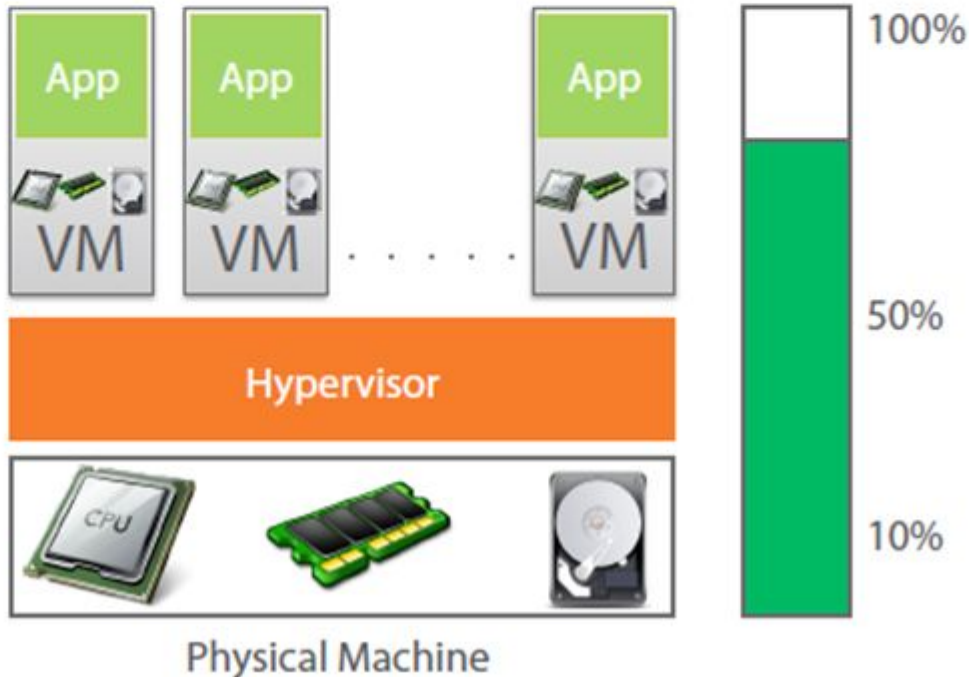 App
App
App
VM
VM
. . . . .
VM
Hypervisor
CPU
Physical Machine
100%
50%
10%